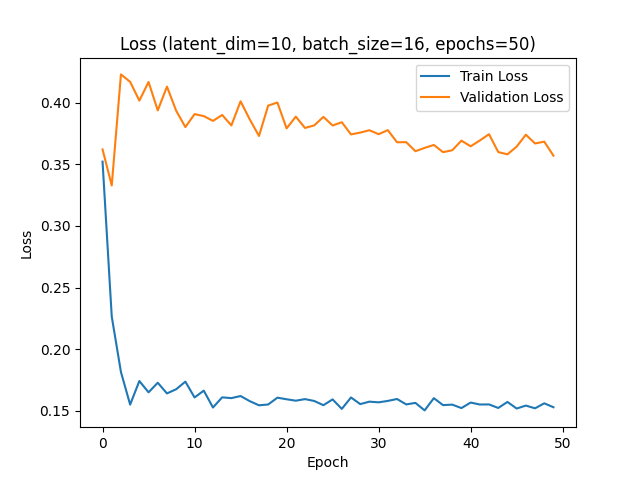 Loss (latent_dim=10, batch_size=16, epochs=50)
Train Loss
Validation Loss
Loss
0.40
0.35
0.30
0.25
0.20
0.15
0 10 20 30 40 50
Epoch